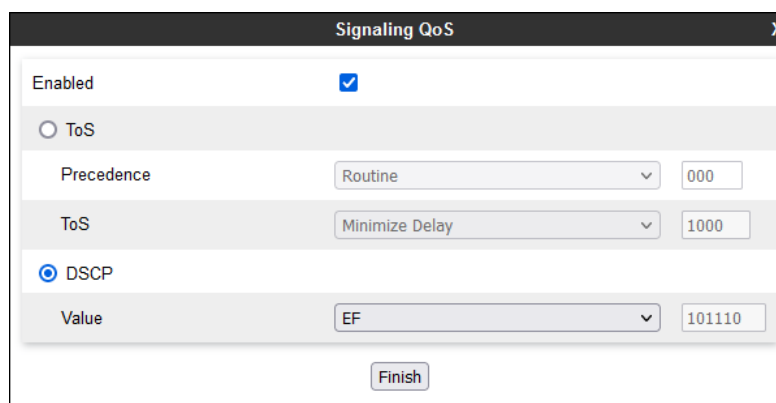 Signaling QoS X
Enabled
ToS
Precedence Routine 000
ToS Minimize Delay 1000
DSCP
Value EF 101110
Finish